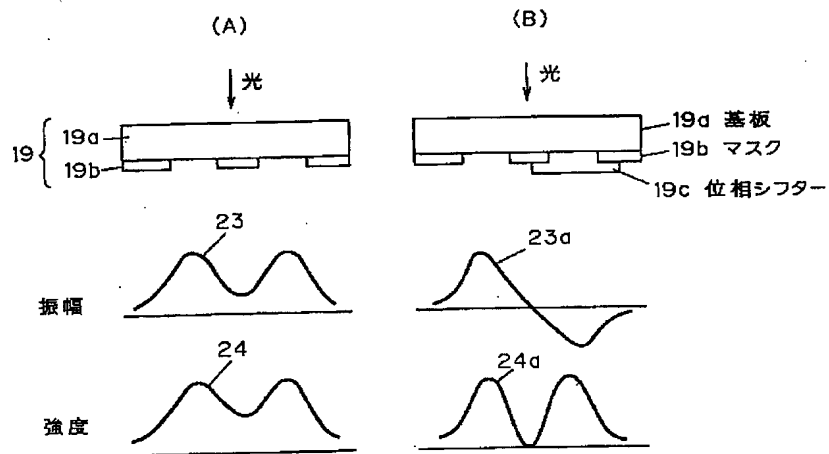 (A)
(B)
光
光
19
19a
19b
19a 基板
19b マスク
19c 位相シフター
23
23a
振幅
24
24a
強度